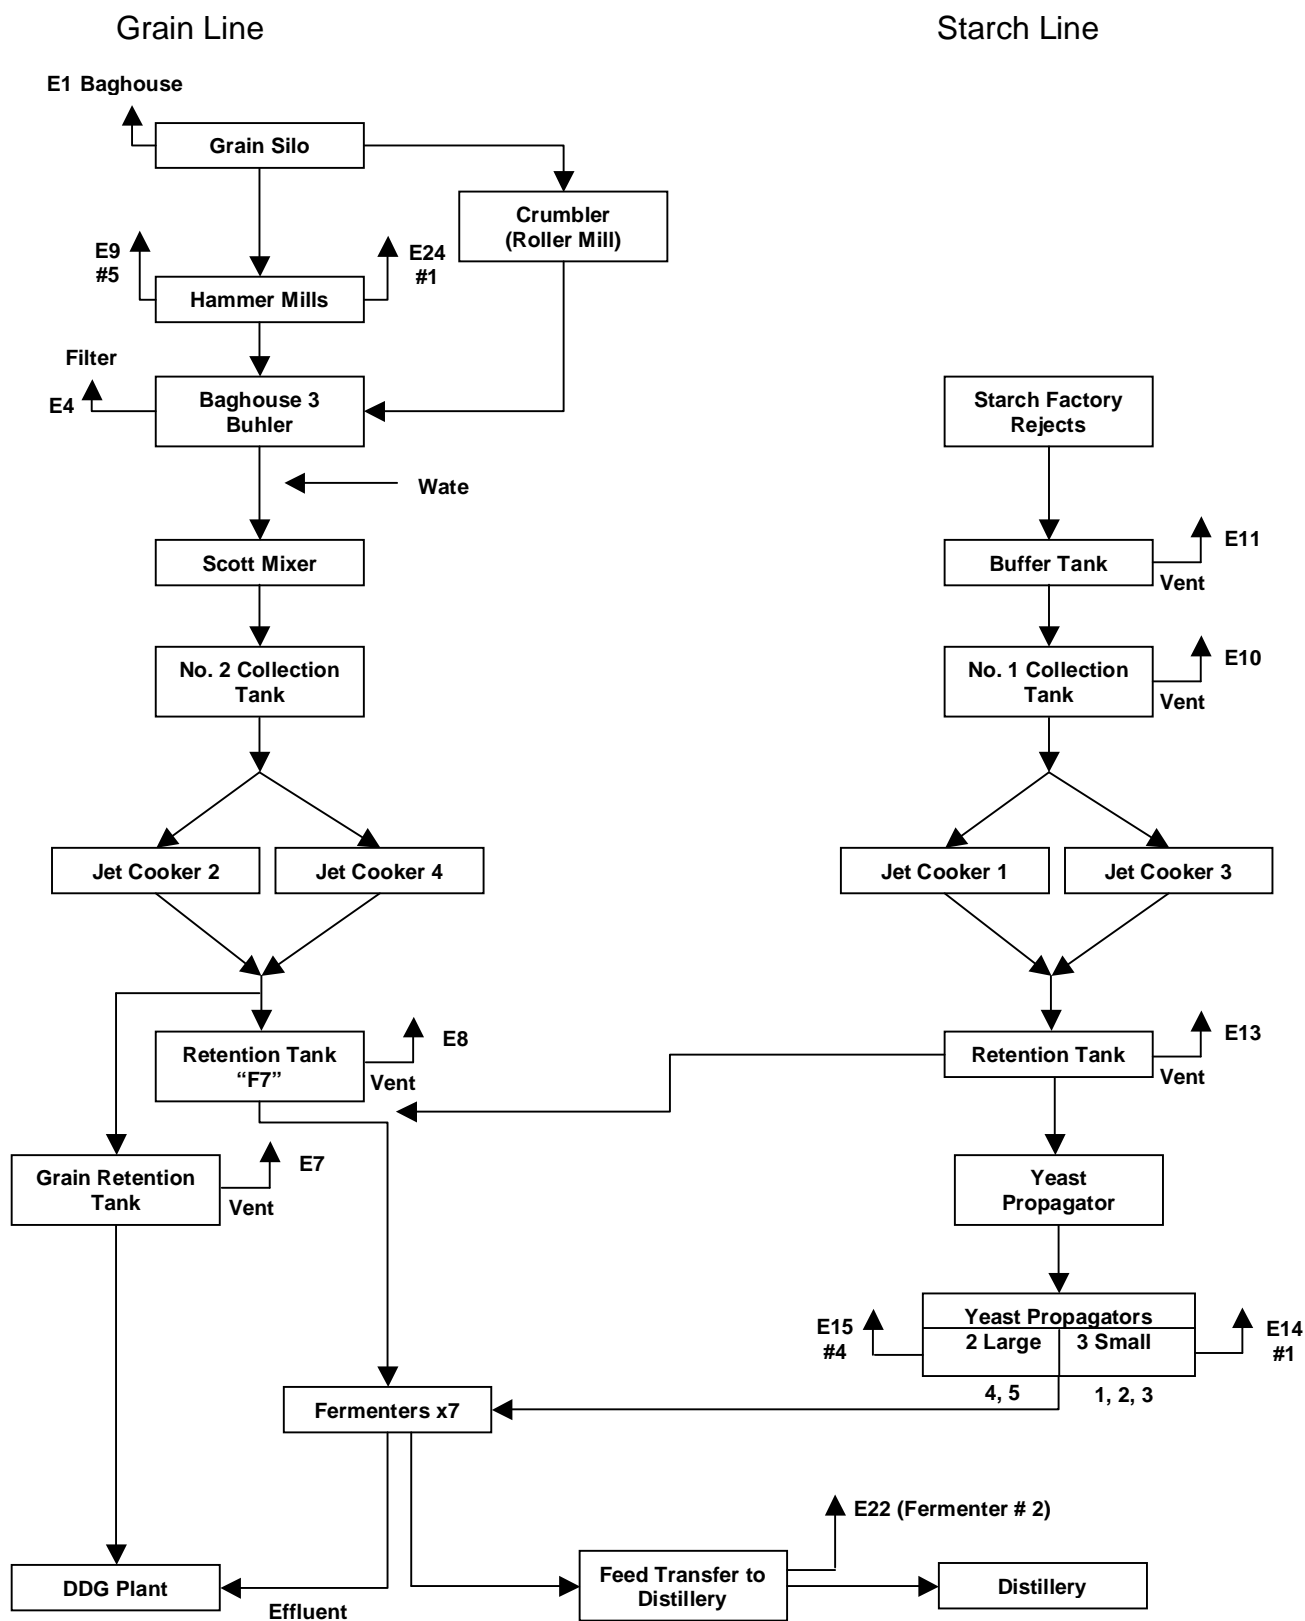 Grain Line
Starch Line
E1 Baghouse
Grain Silo
Crumbler
(Roller Mill)
E9
#5
E24
#1
Hammer Mills
Filter
E4
Baghouse 3
Buhler
Starch Factory
Rejects
Wate
Scott Mixer
Buffer Tank
E11
Vent
No. 2 Collection
Tank
No. 1 Collection
Tank
E10
Vent
Jet Cooker 2
Jet Cooker 4
Jet Cooker 1
Jet Cooker 3
Retention Tank
“F7”
E8
Vent
Retention Tank
E13
Vent
Grain Retention
Tank
E7
Vent
Yeast
Propagator
E15
#4
Yeast Propagators
2 Large
3 Small
E14
#1
4, 5
1, 2, 3
Fermenters x7
E22 (Fermenter # 2)
DDG Plant
Effluent
Feed Transfer to
Distillery
Distillery